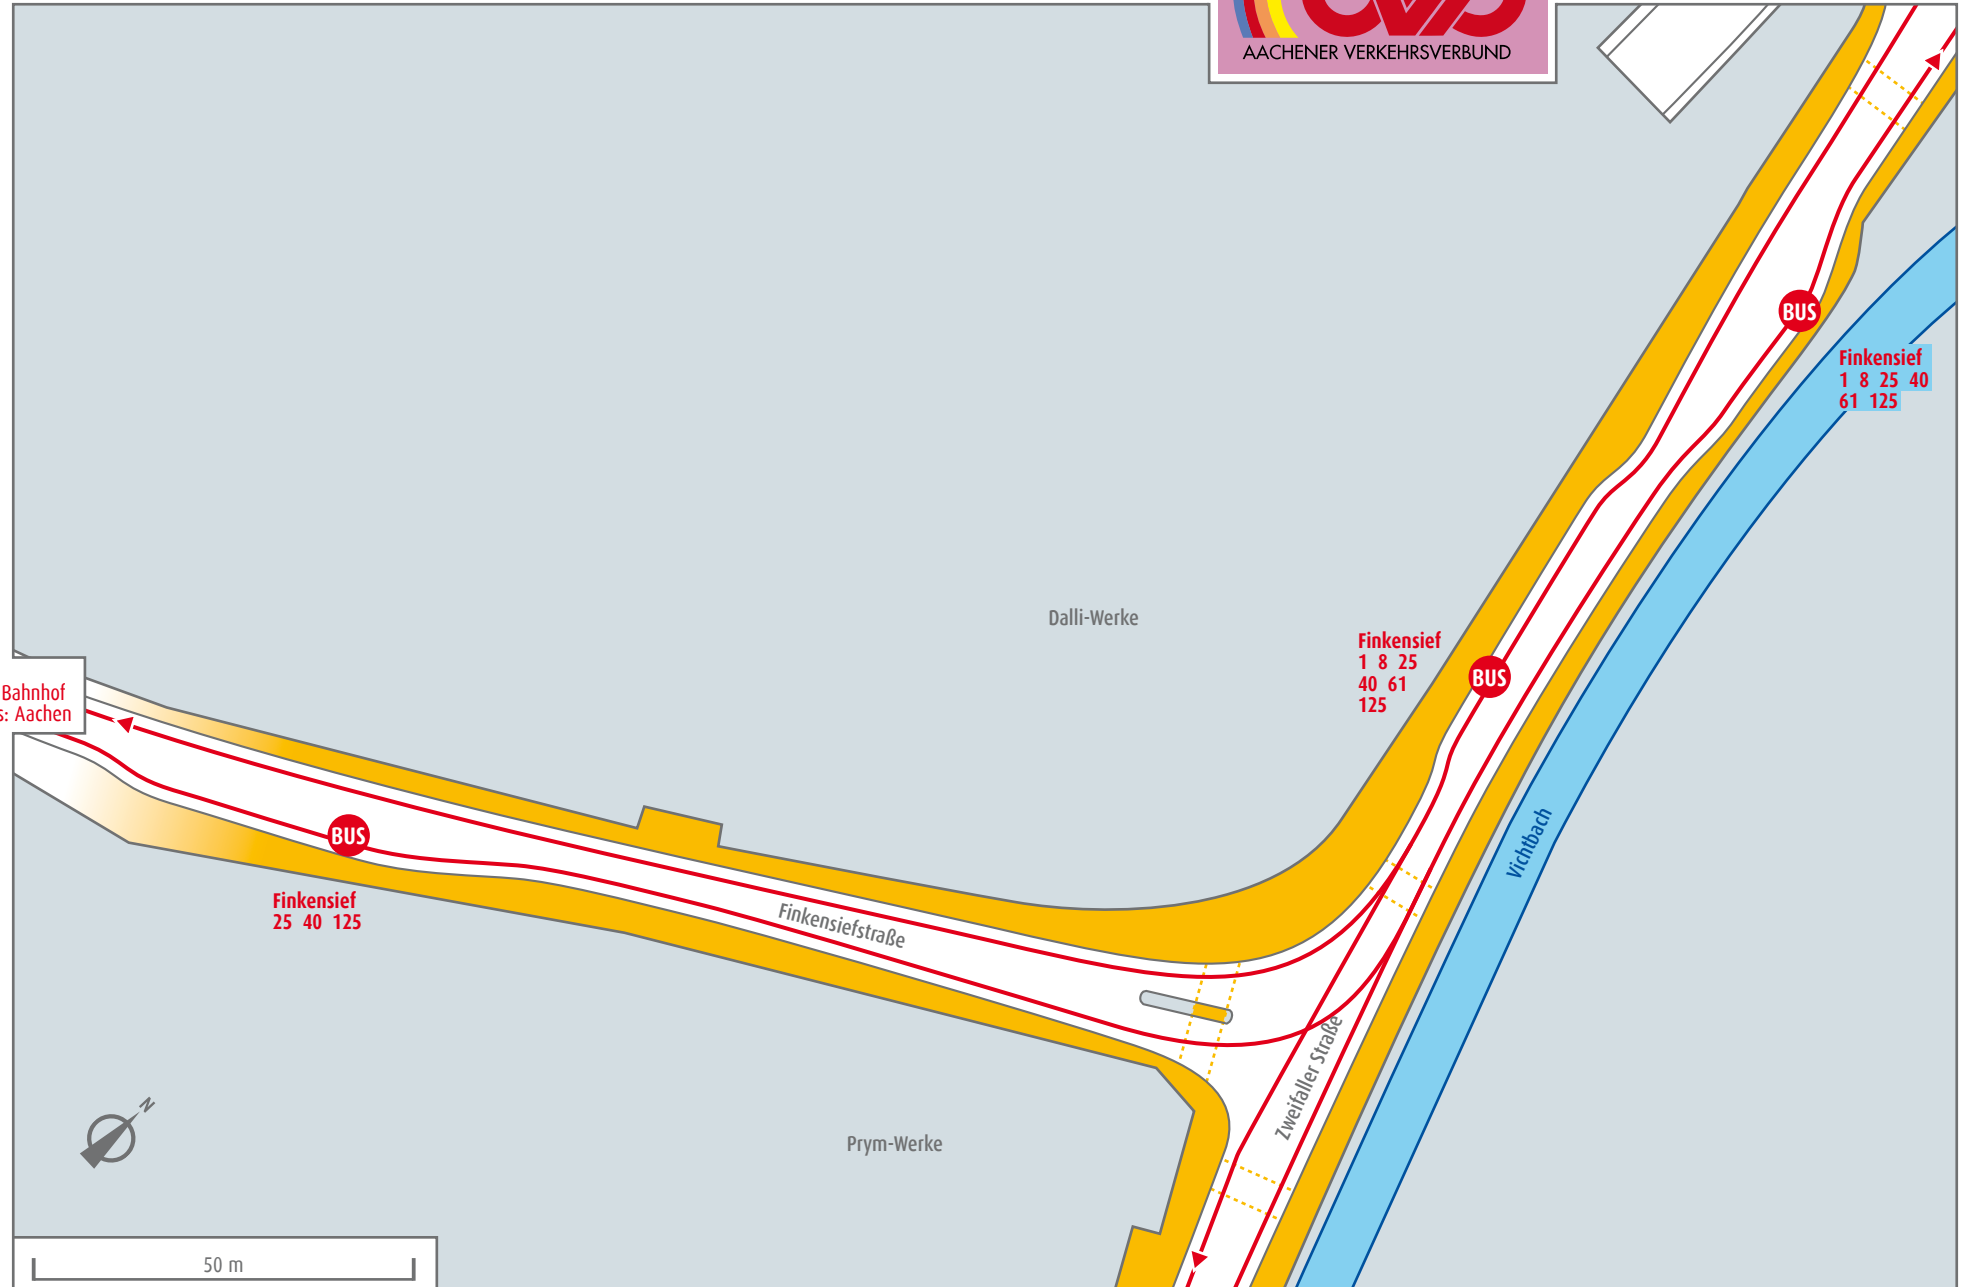 AACHENER VERKEHRSVERBUND
BUS
Finkensief
1 8 25 40
61 125
Dalli-Werke
Finkensief
1 8 25
40 61
125
BUS
Bahnhof
s: Aachen
BUS
Finkensief
25 40 125
Finkensiefstraße
Vichtbach
Zweifaller Straße
N
Prym-Werke
50 m